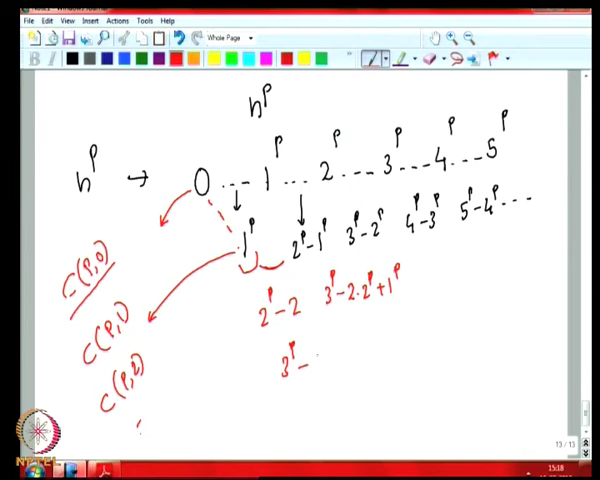 File Edit View Insert Actions Tools Help
Whole Page
B I
h^p
h^p → 0 ... 1^p ... 2^p .... 3^p ... 4^p .... 5^p
1^p 2^p-1^p 3^p-2^p 4^p-3^p 5^p-4^p ...
C(P,0)
2^p-2 3^p-2.2^p+1^p
C(P,1)
3^p-
C(P,2)
13 / 13
NPTEL
15:18